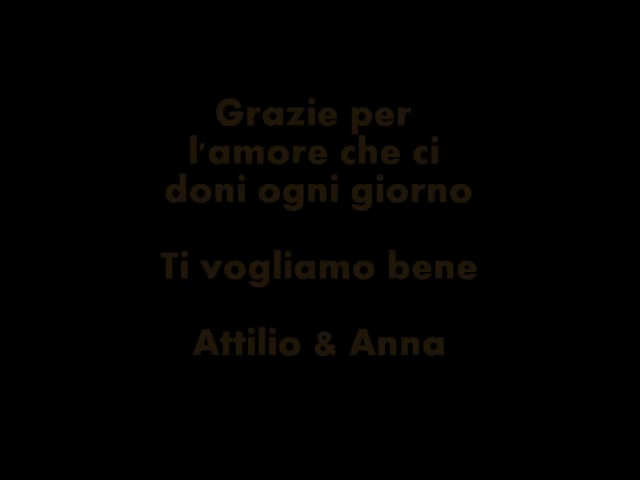 Grazie per
l'amore che ci
doni ogni giorno
Ti vogliamo bene
Attilio & Anna